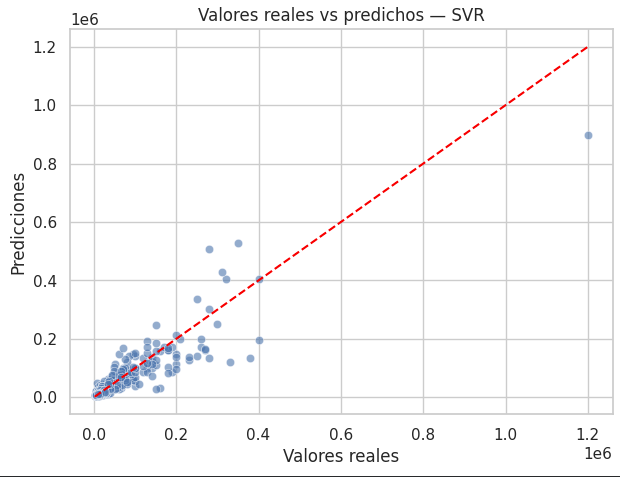 Valores reales vs predichos — SVR
1e6
1.2
1.0
0.8
0.6
0.4
0.2
0.0
Predicciones
0.0 0.2 0.4 0.6 0.8 1.0 1.2
Valores reales
1e6